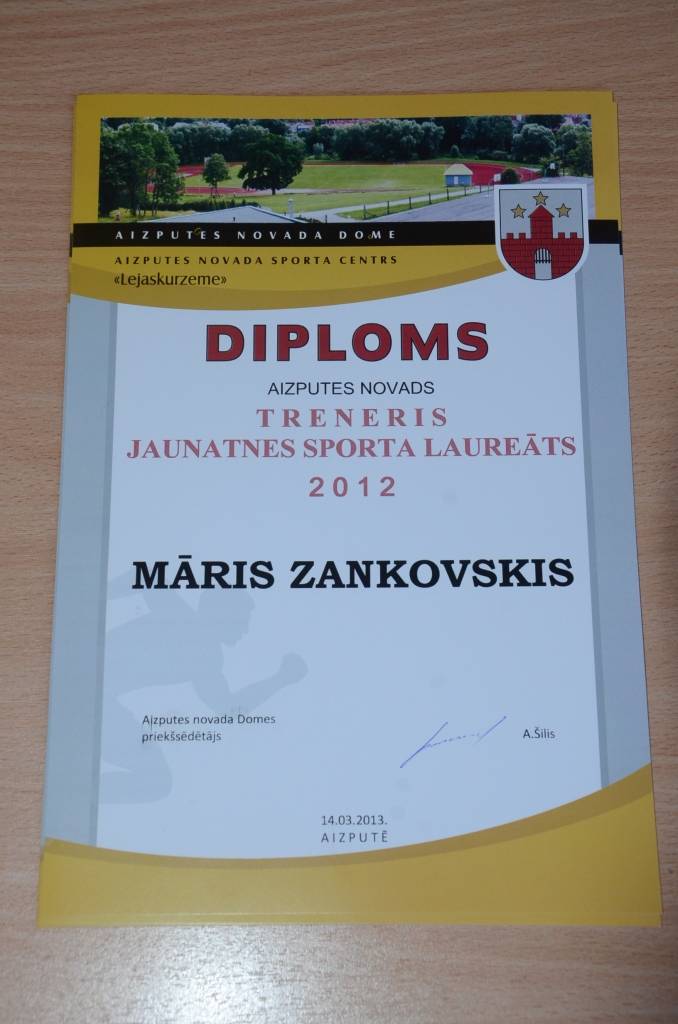 AIZPUTES NOVADA DOME
AIZPUTES NOVADA SPORTA CENTRS
«Lejaskurzeme»
DIPLOMS
AIZPUTES NOVADS
TRENERIS
JAUNATNES SPORTA LAUREĀTS
2012
MĀRIS ZANKOVSKIS
Aizputes novada Domes
priekšsēdētājs
A.Šilis
14.03.2013.
AIZPUTĒ